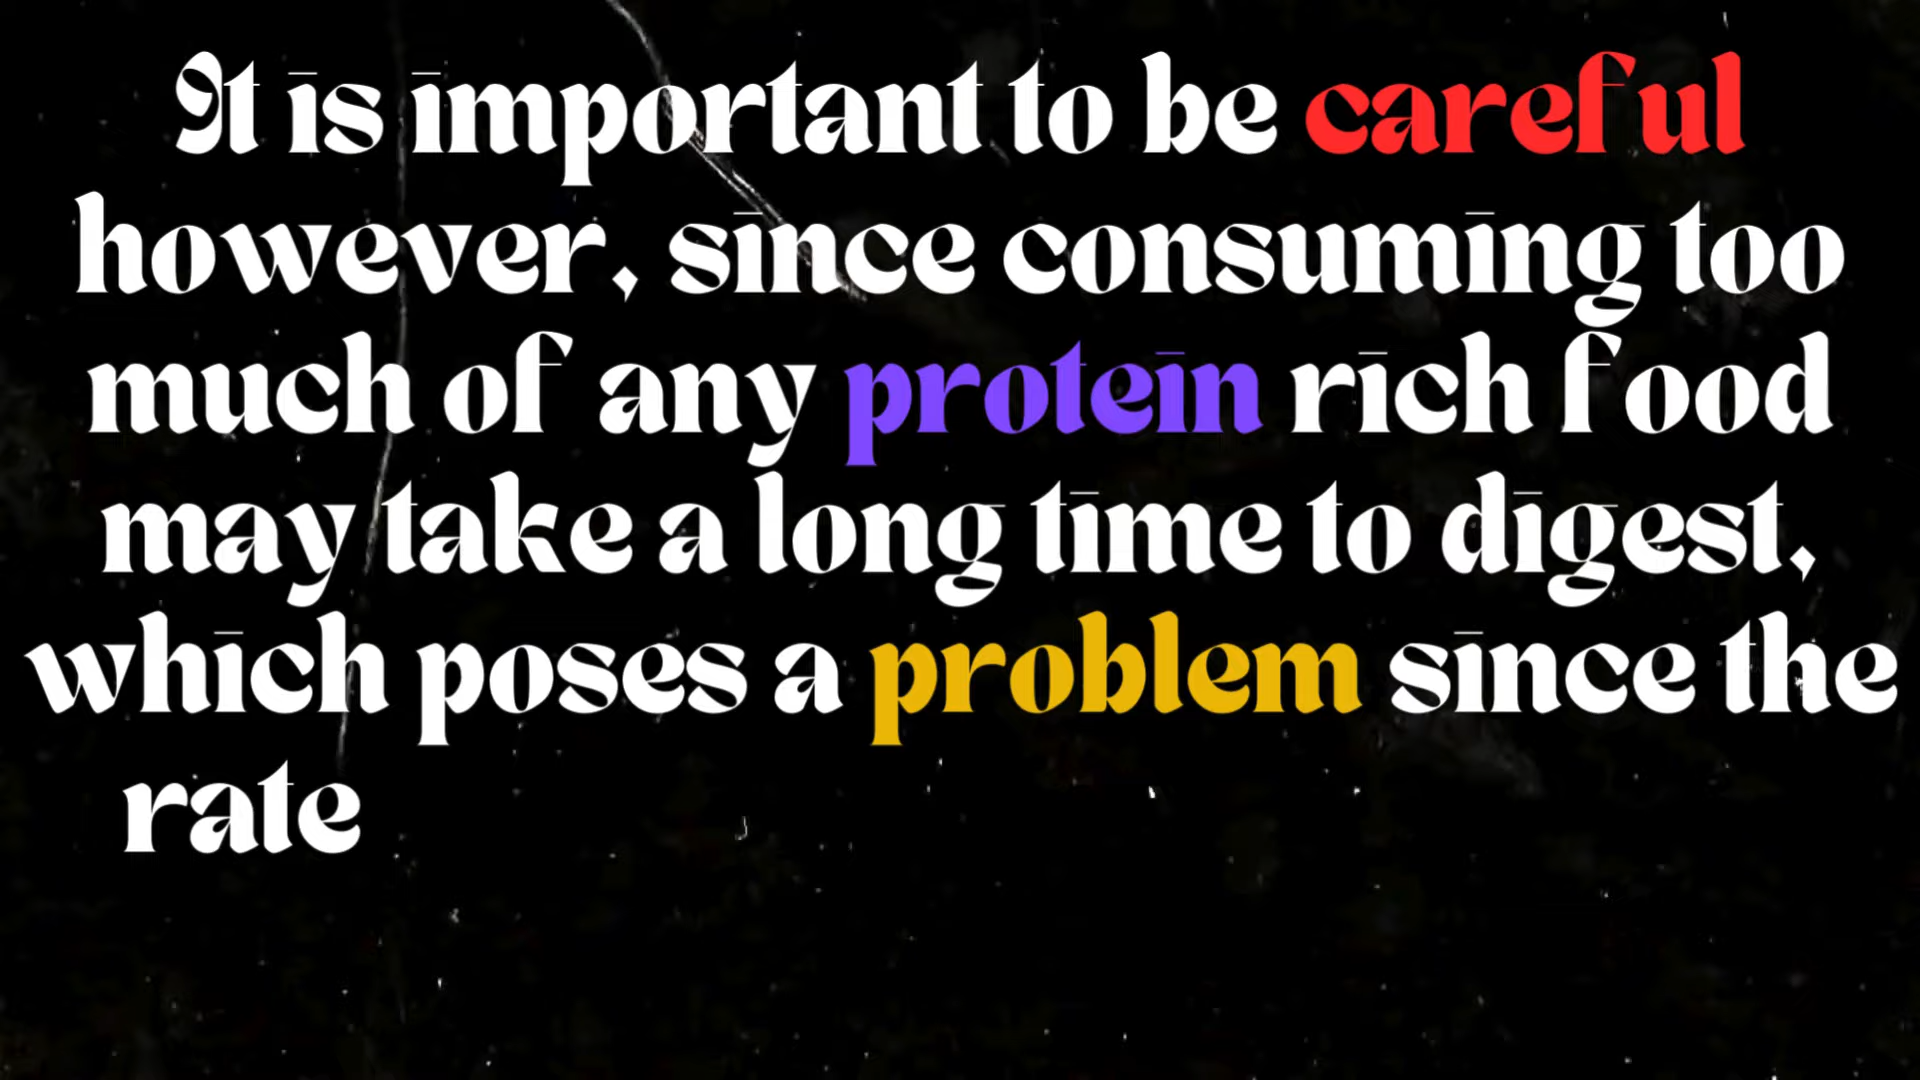 It is important to be careful
however, since consuming too
much of any protein rich food
may take a long time to digest,
which poses a problem since the
rate